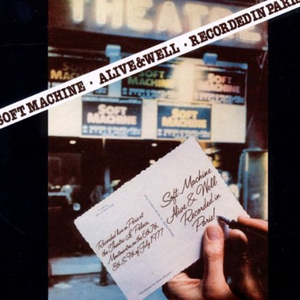 THEATRE
SOFT MACHINE · ALIVE & WELL · RECORDED IN PARIS
SOFT
MACHINE
SOFT
MACHINE
SOFT
MACHINE
Recorded live in Paris at
the Theatre Le Palace,
Montmartre on the 6th, 7th,
8th & 9th of July 1977
Soft Machine
Alive & Well
Recorded in
Paris!